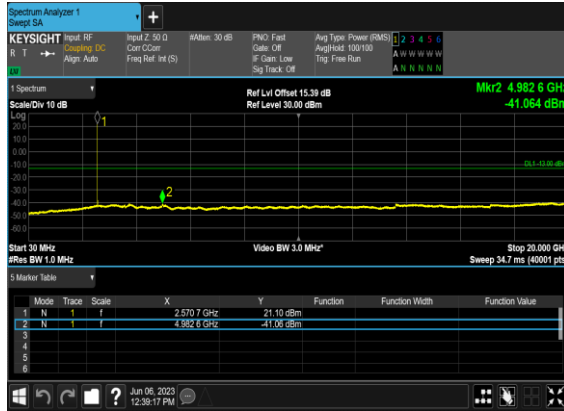 Spectrum Analyzer 1
Swept SA
+
KEYSIGHT Input: RF Input Z: 50 Ω #Atten: 30 dB PNO: Fast Avg Type: Power (RMS) 1 2 3 4 5 6
R T Coupling: DC Corr CCorr Gate: Off Avg|Hold: 100/100 A W W W W W
Align: Auto Freq Ref: Int (S) IF Gain: Low Trig: Free Run
Sig Track: Off A N N N N N
1 Spectrum Ref Lvl Offset 15.39 dB Mkr2 4.982 6 GHz
Scale/Div 10 dB Ref Level 30.00 dBm -41.064 dBm
Log
20.0
10.0
0.00
-10.0
-20.0
-30.0
-40.0
-50.0
-60.0
1
2
DL1 -13.00 dBm
Start 30 MHz Video BW 3.0 MHz* Stop 20.000 GH
#Res BW 1.0 MHz Sweep 34.7 ms (40001 pts
5 Marker Table
Mode Trace Scale X Y Function Function Width Function Value
1 N 1 f 2.570 7 GHz 21.10 dBm
2 N 1 f 4.982 6 GHz -41.06 dBm
3
4
5
6
? Jun 06, 2023
12:39:17 PM